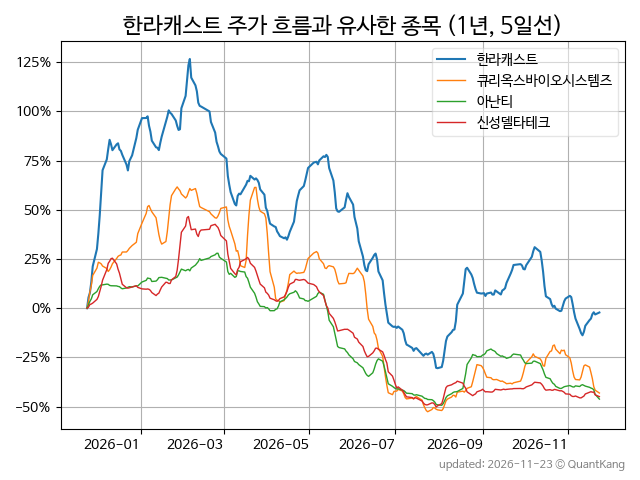 한라캐스트 주가 흐름과 유사한 종목 (1년, 5일선)
한라캐스트
큐리옥스바이오시스템즈
아난티
신성델타테크
125%
100%
75%
50%
25%
0%
−25%
−50%
2026-01
2026-03
2026-05
2026-07
2026-09
2026-11
updated: 2026-11-23 © QuantKang